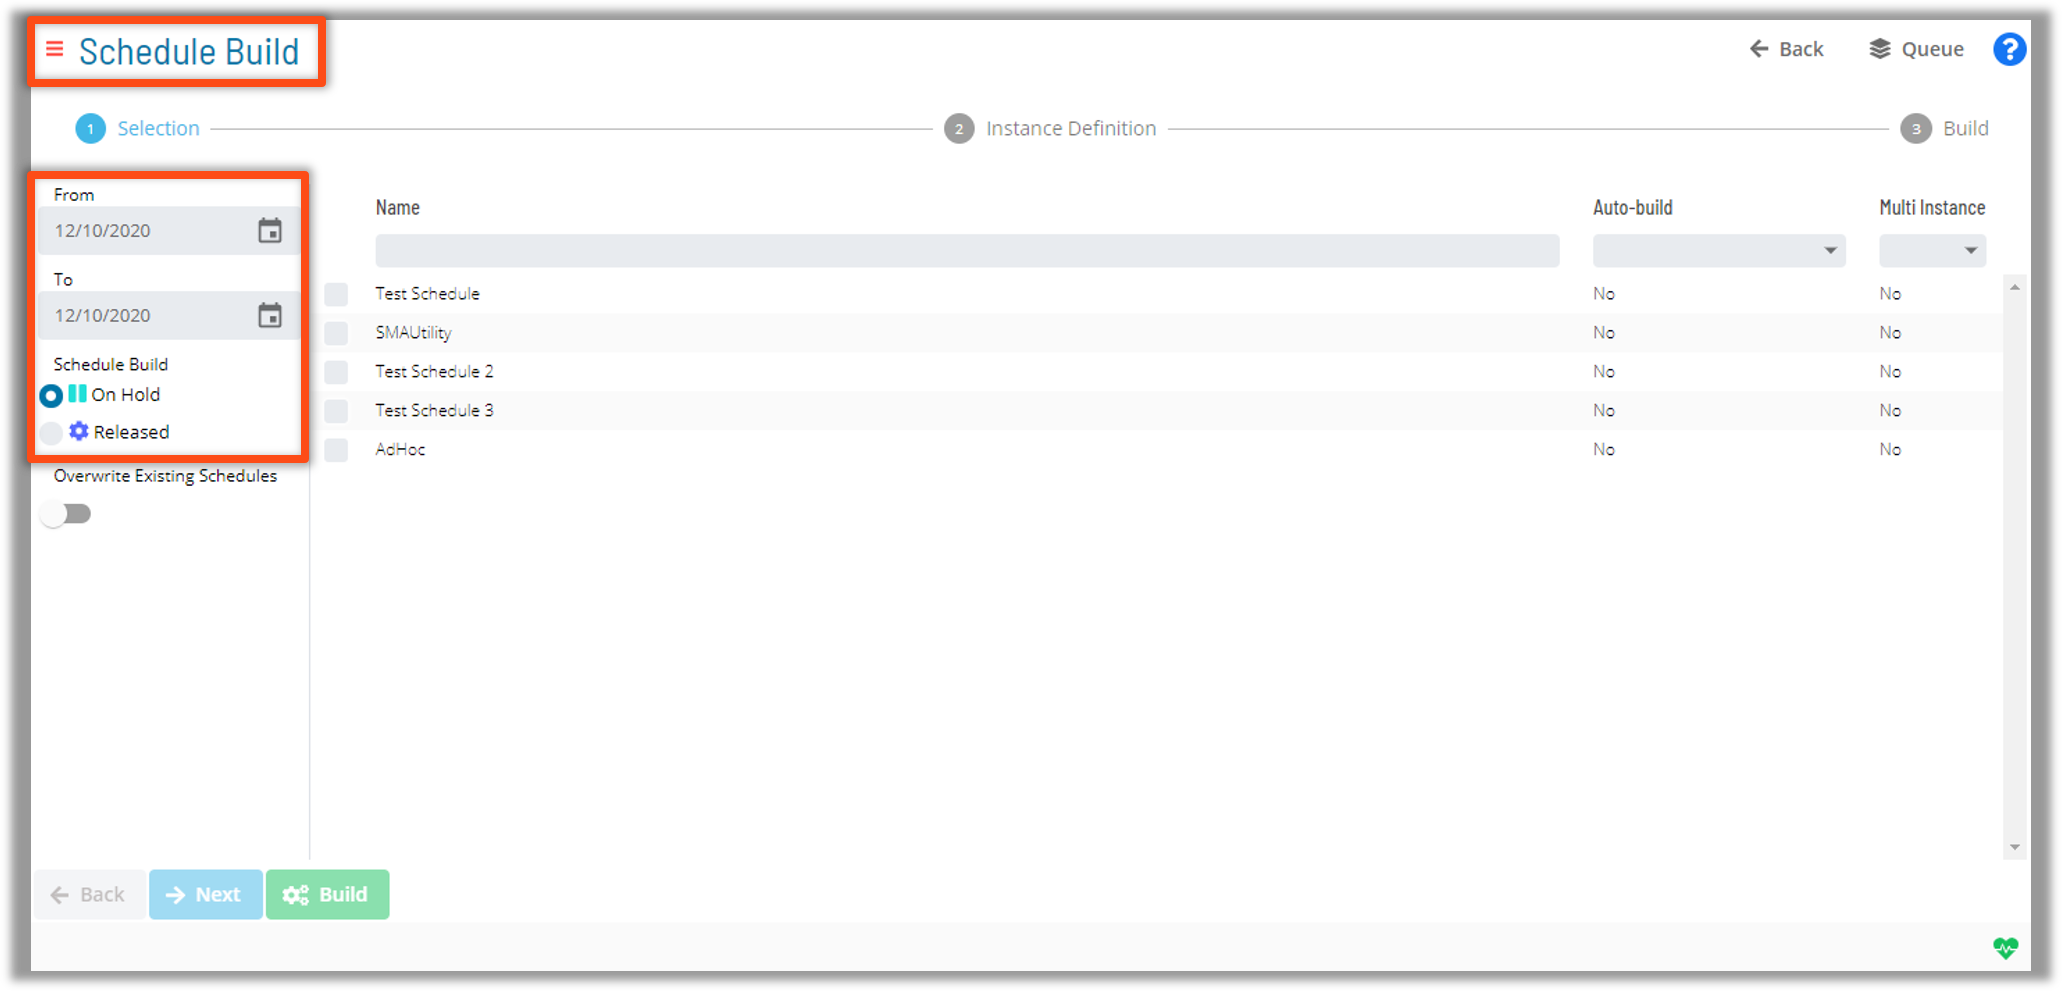 Schedule Build
Back
Queue
?
1 Selection
2 Instance Definition
3 Build
From
12/10/2020
To
12/10/2020
Schedule Build
On Hold
Released
Overwrite Existing Schedules
Name Auto-build Multi Instance
Test Schedule No No
SMAUtility No No
Test Schedule 2 No No
Test Schedule 3 No No
AdHoc No No
Back Next Build